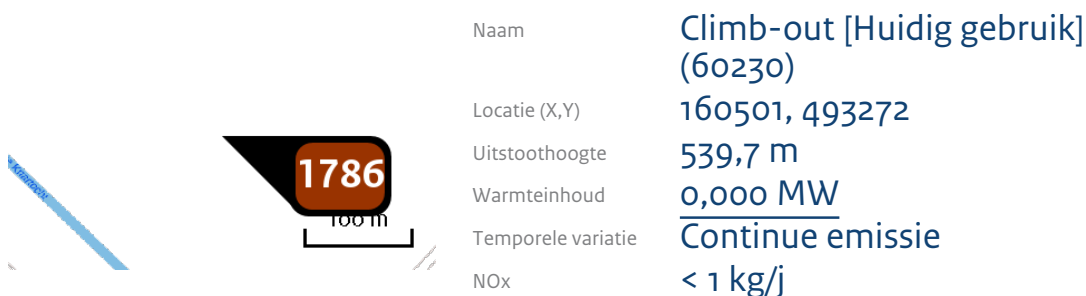 Naam Climb-out [Huidig gebruik]
(60230)
Locatie (X,Y) 160501, 493272
Uitstoothoogte 539,7 m
Warmteinhoud 0,000 MW
Temporele variatie Continue emissie
NOx < 1 kg/j
1786
100 m